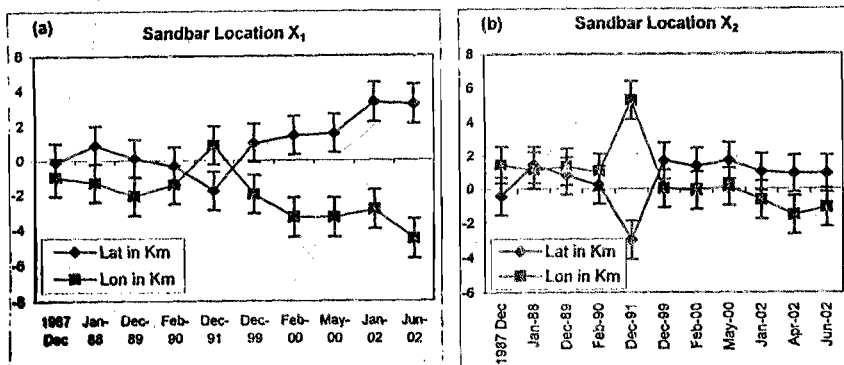 (a)
Sandbar Location X₁
6
4
2
0
-2
-4
-6
-8
Lat in Km
Lon in Km
1987 Dec
Jan-88
Dec-89
Feb-90
Dec-91
Dec-99
Feb-00
May-00
Jan-02
Jun-02
(b)
Sandbar Location X₂
8
6
4
2
0
-2
-4
-6
Lat in Km
Lon in Km
1987 Dec
Jan-88
Dec-89
Feb-90
Dec-91
Dec-99
Feb-00
May-00
Jan-02
Apr-02
Jun-02